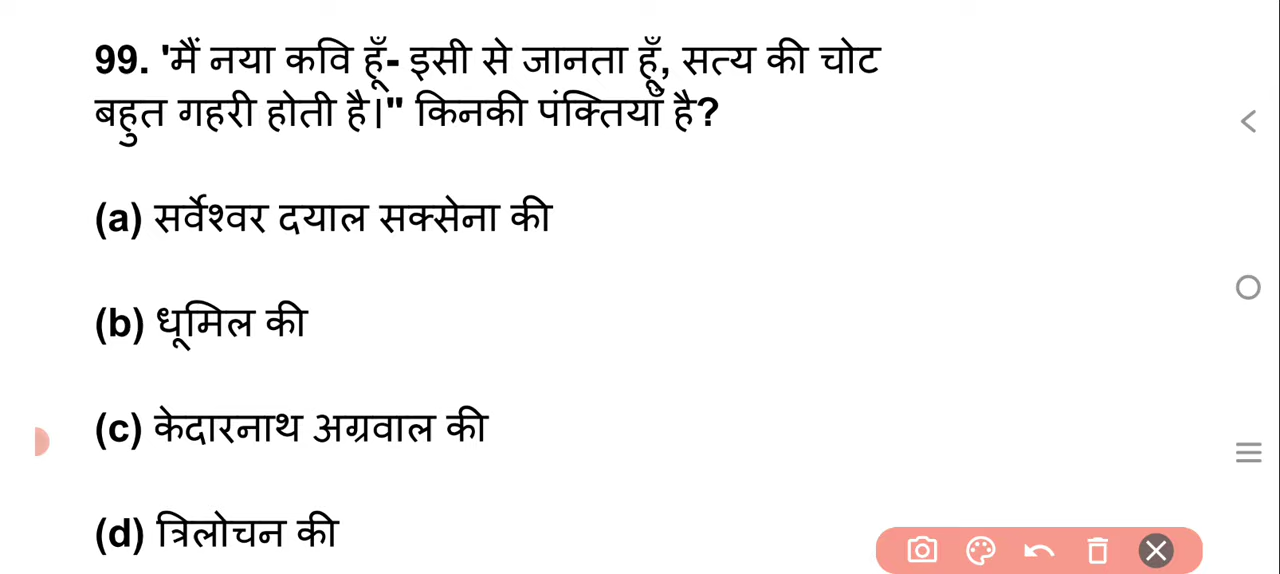 99. 'मैं नया कवि हूँ- इसी से जानता हूँ, सत्य की चोट
बहुत गहरी होती है।" किनकी पंक्तियाँ है?
(a) सर्वेश्वर दयाल सक्सेना की
(b) धूमिल की
(c) केदारनाथ अग्रवाल की
(d) त्रिलोचन की